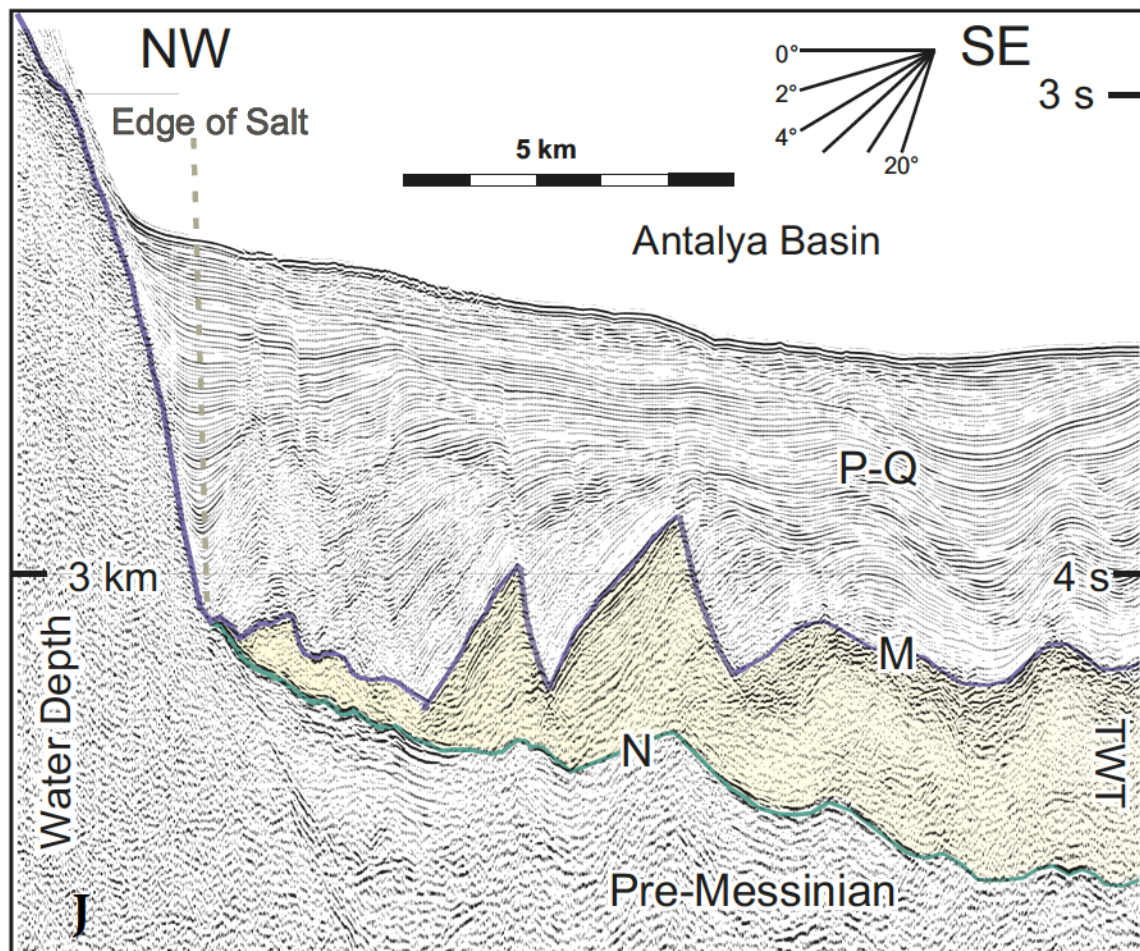 NW
SE
0°
2°
4°
20°
3 s
Edge of Salt
5 km
Antalya Basin
P-Q
3 km
4 s
M
N
Water Depth
TWT
Pre-Messinian
J